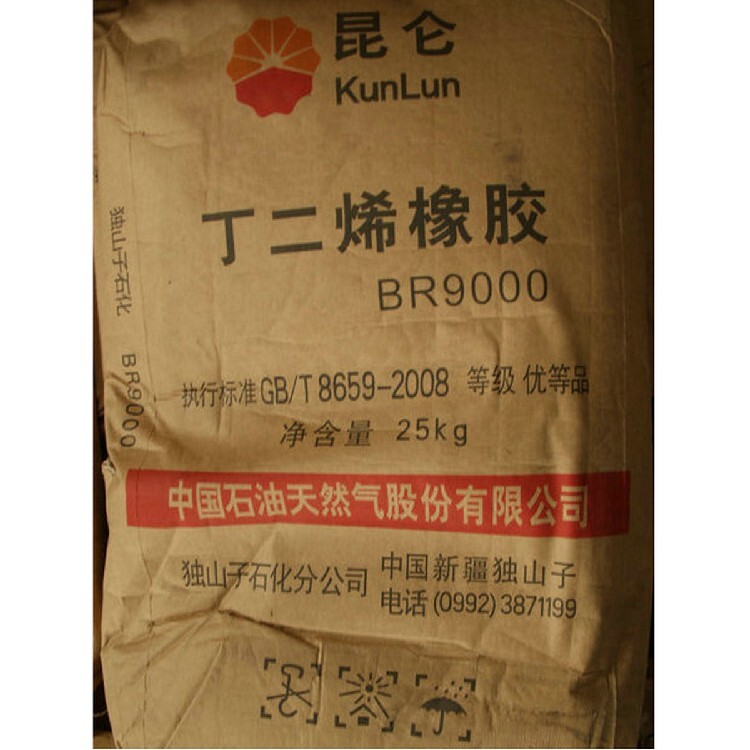 昆仑
KunLun
丁二烯橡胶
BR9000
独山子石化 BR9000
执行标准GB/T 8659-2008 等级 优等品
净含量 25kg
中国石油天然气股份有限公司
独山子石化分公司
中国新疆独山子
电话(0992)3871199